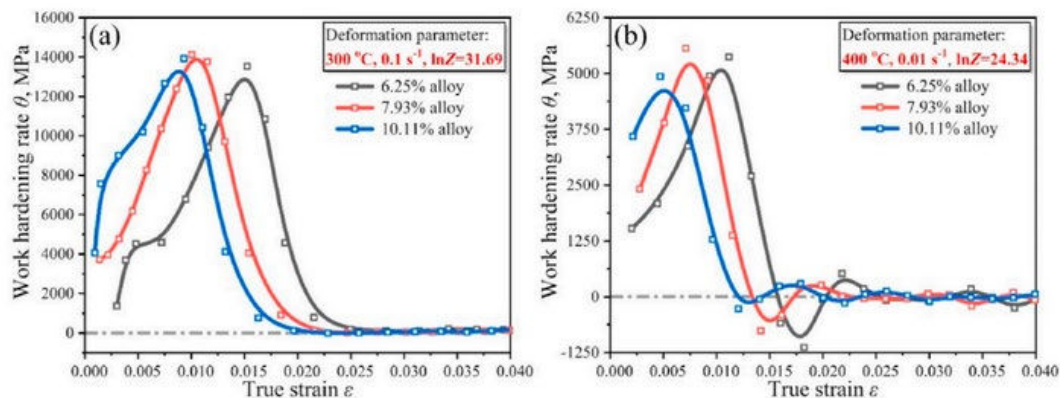 (a)
Deformation parameter:
300 °C, 0.1 s⁻¹, lnZ=31.69
6.25% alloy
7.93% alloy
10.11% alloy
Work hardening rate θ, MPa
16000
14000
12000
10000
8000
6000
4000
2000
0
0.000 0.005 0.010 0.015 0.020 0.025 0.030 0.035 0.040
True strain ε
(b)
Deformation parameter:
400 °C, 0.01 s⁻¹, lnZ=24.34
6.25% alloy
7.93% alloy
10.11% alloy
Work hardening rate θ, MPa
6250
5000
3750
2500
1250
0
-1250
0.000 0.005 0.010 0.015 0.020 0.025 0.030 0.035 0.040
True strain ε